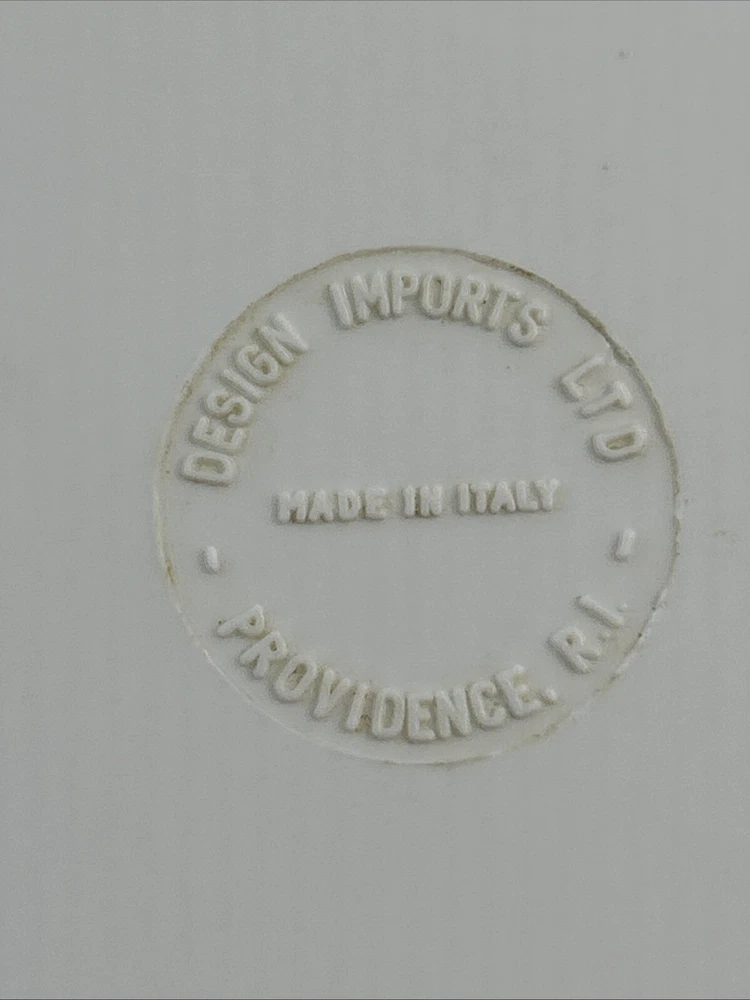 DESIGN IMPORTS LTD
MADE IN ITALY
- PROVIDENCE, R.I. -